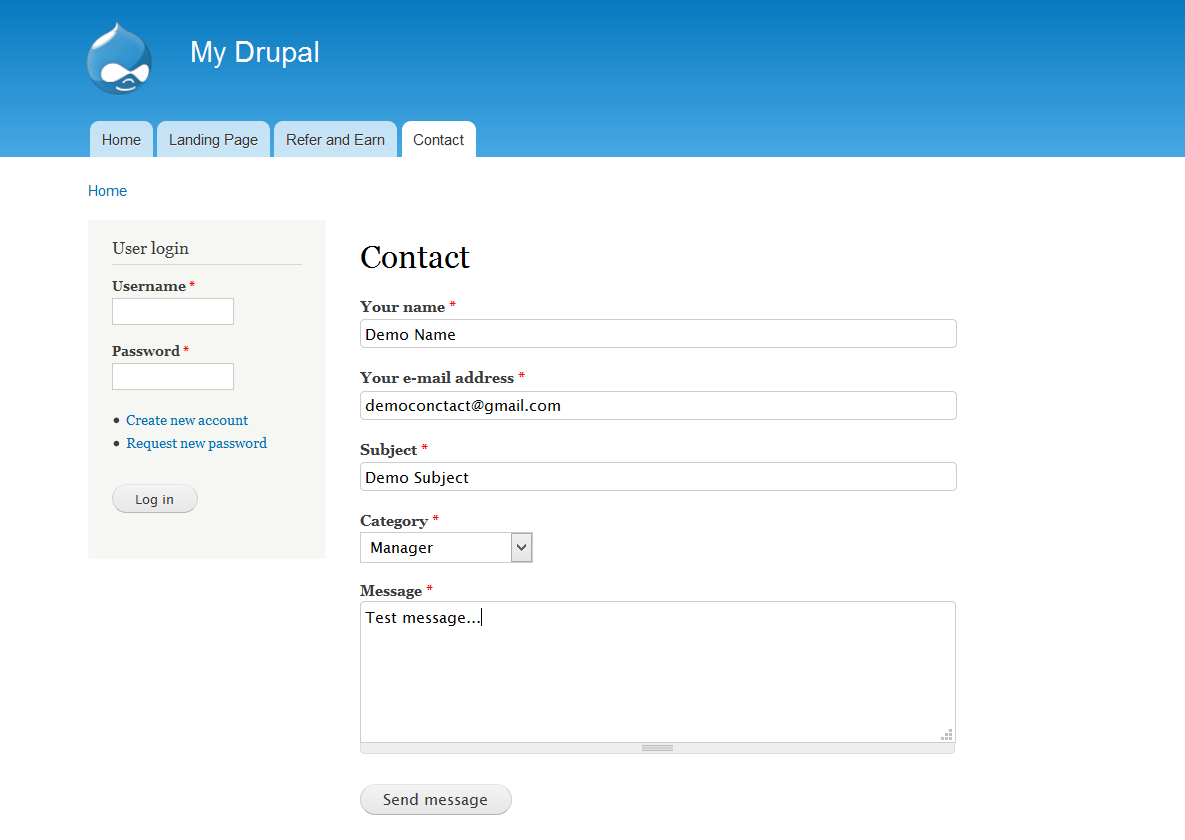 My Drupal
Home
Landing Page
Refer and Earn
Contact
Home
User login
Username *
Password *
Create new account
Request new password
Log in
Contact
Your name *
Demo Name
Your e-mail address *
democonctact@gmail.com
Subject *
Demo Subject
Category *
Manager
Message *
Test message...
Send message